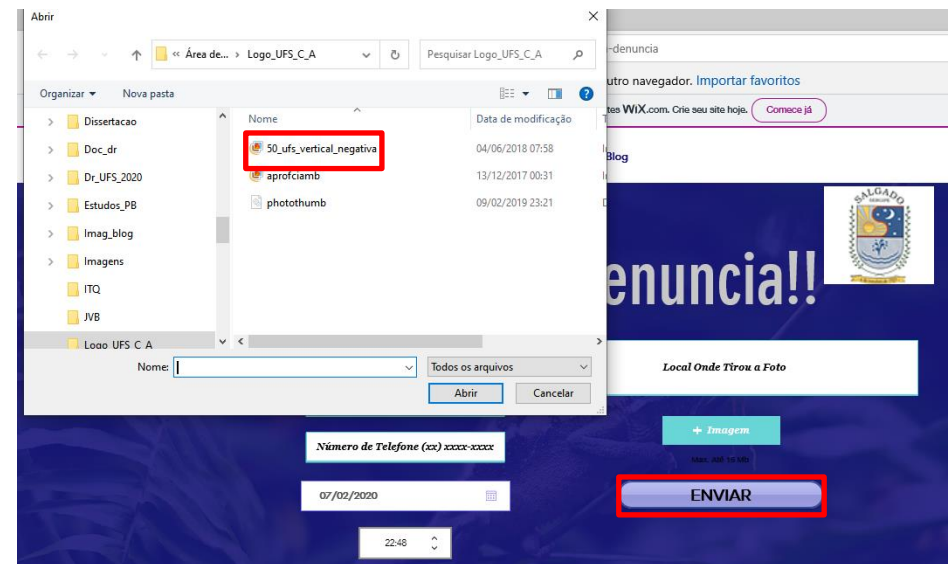 Abrir
« Área de... › Logo_UFS_C_A
Pesquisar Logo_UFS_C_A
Organizar
Nova pasta
Nome
Data de modificação
Dissertacao
Doc_dr
Dr_UFS_2020
Estudos_PB
Imag_blog
Imagens
ITQ
JVB
Logo UFS C A
50_ufs_vertical_negativa 04/06/2018 07:58
aprofciamb 13/12/2017 00:31
photothumb 09/02/2019 23:21
Nome:
Todos os arquivos
Abrir
Cancelar
-denuncia
utro navegador. Importar favoritos
tes WiX.com. Crie seu site hoje. Comece já
Blog
SALGADO
enuncia!!
Local Onde Tirou a Foto
+ Imagem
Número de Telefone (xx) xxxx-xxxx
07/02/2020
ENVIAR
22:48